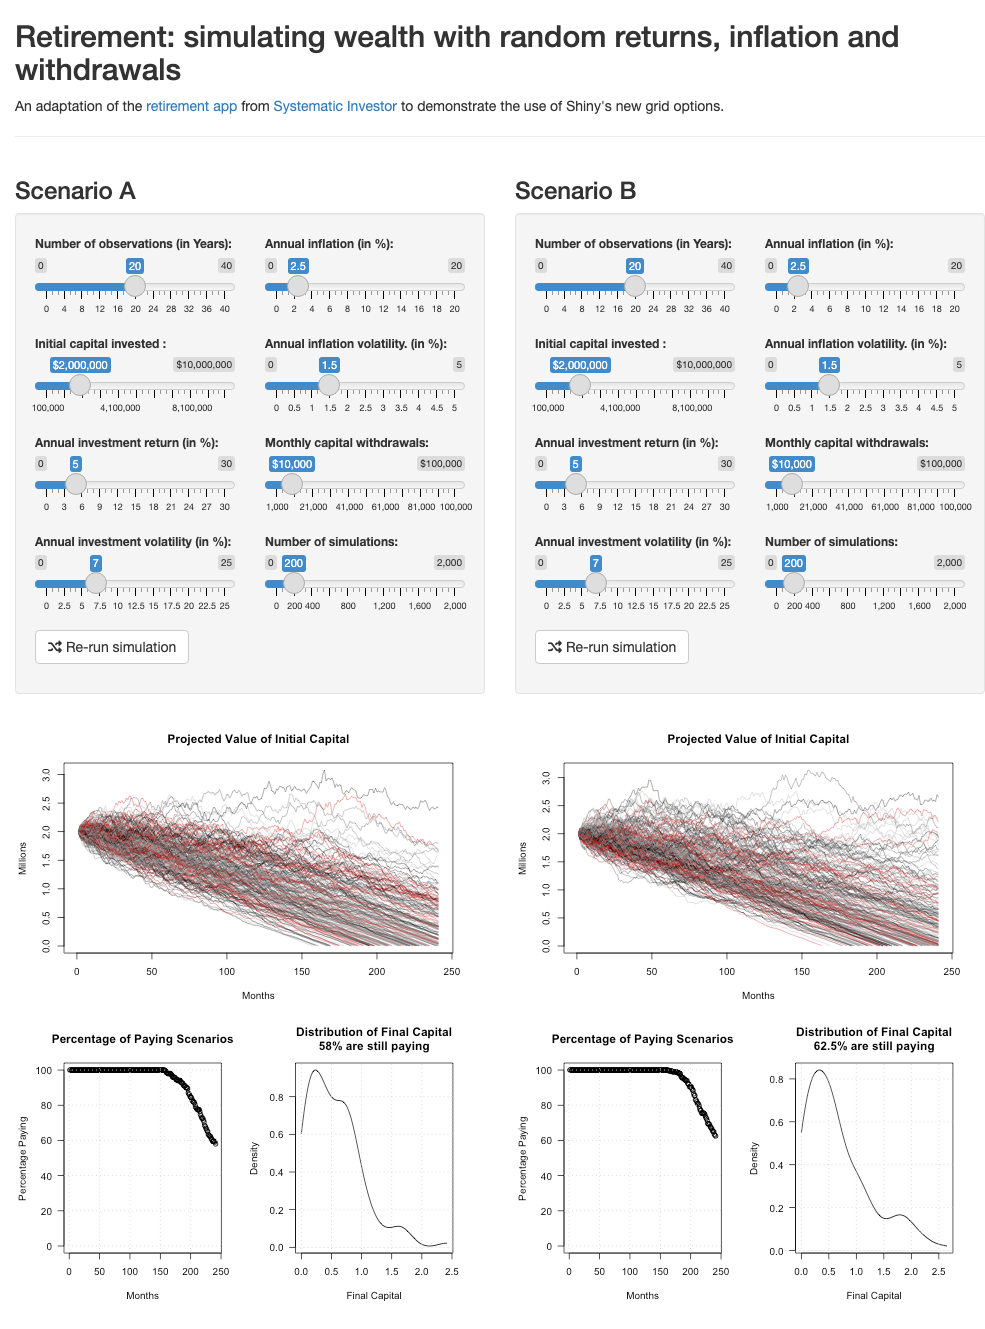 Retirement: simulating wealth with random returns, inflation and
withdrawals
An adaptation of the retirement app from Systematic Investor to demonstrate the use of Shiny's new grid options.
Scenario A
Number of observations (in Years):
0 20 40
0 4 8 12 16 20 24 28 32 36 40
Annual inflation (in %):
0 2.5 20
0 2 4 6 8 10 12 14 16 18 20
Initial capital invested :
$2,000,000 $10,000,000
100,000 4,100,000 8,100,000
Annual inflation volatility. (in %):
0 1.5 5
0 0.5 1 1.5 2 2.5 3 3.5 4 4.5 5
Annual investment return (in %):
0 5 30
0 3 6 9 12 15 18 21 24 27 30
Monthly capital withdrawals:
$10,000 $100,000
1,000 21,000 41,000 61,000 81,000 100,000
Annual investment volatility (in %):
0 7 25
0 2.5 5 7.5 10 12.5 15 17.5 20 22.5 25
Number of simulations:
0 200 2,000
0 200 400 800 1,200 1,600 2,000
Re-run simulation
Scenario B
Number of observations (in Years):
0 20 40
0 4 8 12 16 20 24 28 32 36 40
Annual inflation (in %):
0 2.5 20
0 2 4 6 8 10 12 14 16 18 20
Initial capital invested :
$2,000,000 $10,000,000
100,000 4,100,000 8,100,000
Annual inflation volatility. (in %):
0 1.5 5
0 0.5 1 1.5 2 2.5 3 3.5 4 4.5 5
Annual investment return (in %):
0 5 30
0 3 6 9 12 15 18 21 24 27 30
Monthly capital withdrawals:
$10,000 $100,000
1,000 21,000 41,000 61,000 81,000 100,000
Annual investment volatility (in %):
0 7 25
0 2.5 5 7.5 10 12.5 15 17.5 20 22.5 25
Number of simulations:
0 200 2,000
0 200 400 800 1,200 1,600 2,000
Re-run simulation
Projected Value of Initial Capital
Millions
3.0
2.5
2.0
1.5
1.0
0.5
0.0
0 50 100 150 200 250
Months
Projected Value of Initial Capital
Millions
3.0
2.5
2.0
1.5
1.0
0.5
0.0
0 50 100 150 200 250
Months
Percentage of Paying Scenarios
Percentage Paying
100
80
60
40
20
0
0 50 100 150 200 250
Months
Distribution of Final Capital
58% are still paying
Density
0.8
0.6
0.4
0.2
0.0
0.0 0.5 1.0 1.5 2.0 2.5
Final Capital
Percentage of Paying Scenarios
Percentage Paying
100
80
60
40
20
0
0 50 100 150 200 250
Months
Distribution of Final Capital
62.5% are still paying
Density
0.8
0.6
0.4
0.2
0.0
0.0 0.5 1.0 1.5 2.0 2.5
Final Capital